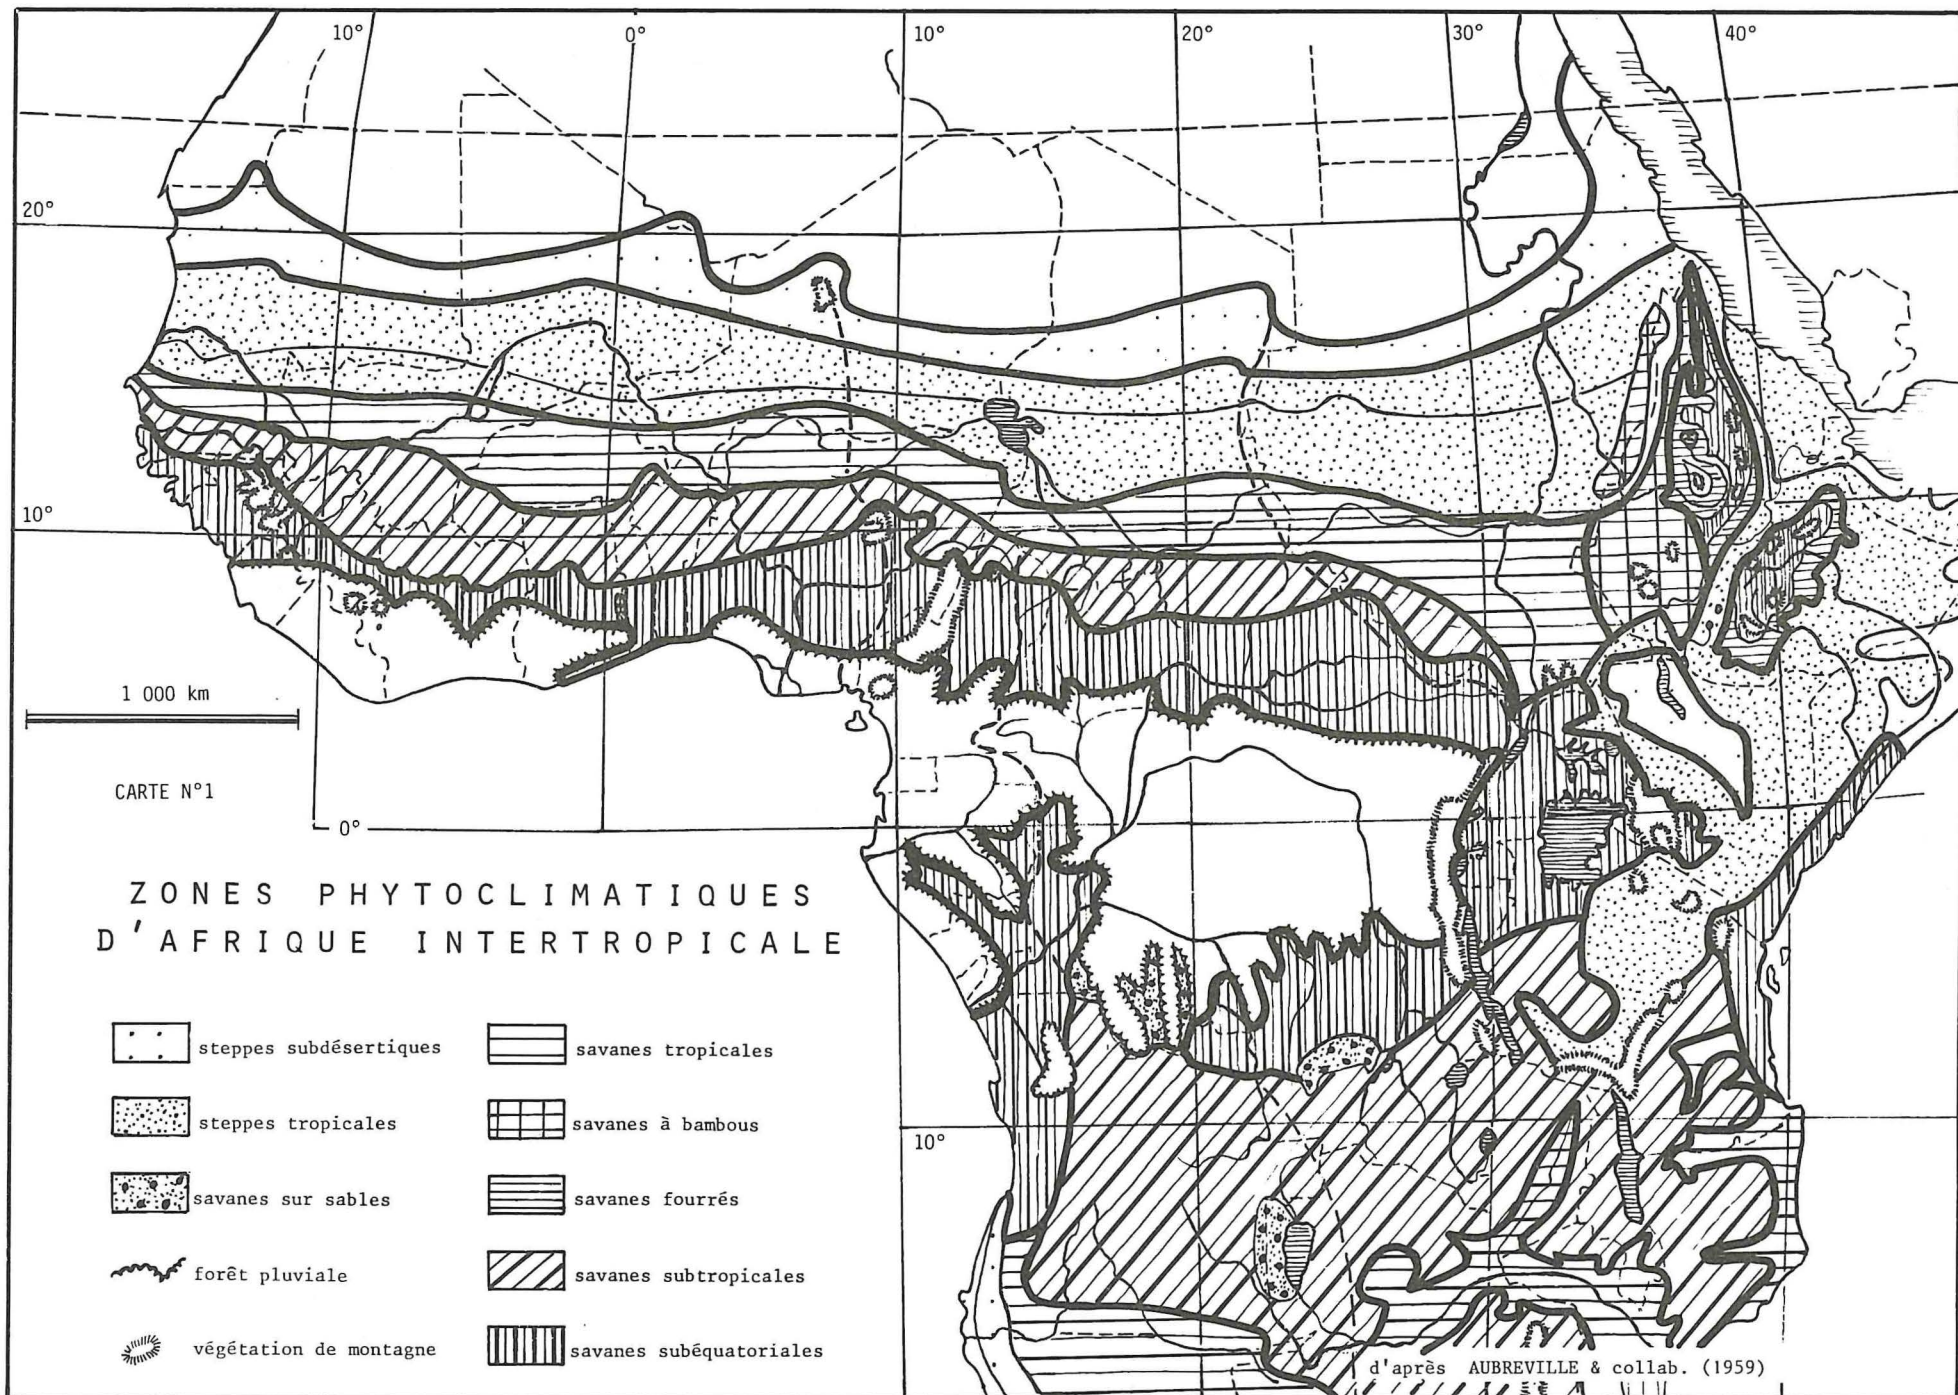 10° 0° 10° 20° 30° 40°
20°
10°
1 000 km
CARTE N°1
0°
ZONES PHYTOCLIMATIQUES
D'AFRIQUE INTERTROPICALE
10°
steppes subdésertiques
steppes tropicales
savanes sur sables
forêt pluviale
végétation de montagne
savanes tropicales
savanes à bambous
savanes fourrés
savanes subtropicales
savanes subéquatoriales
d'après AUBREVILLE & collab. (1959)